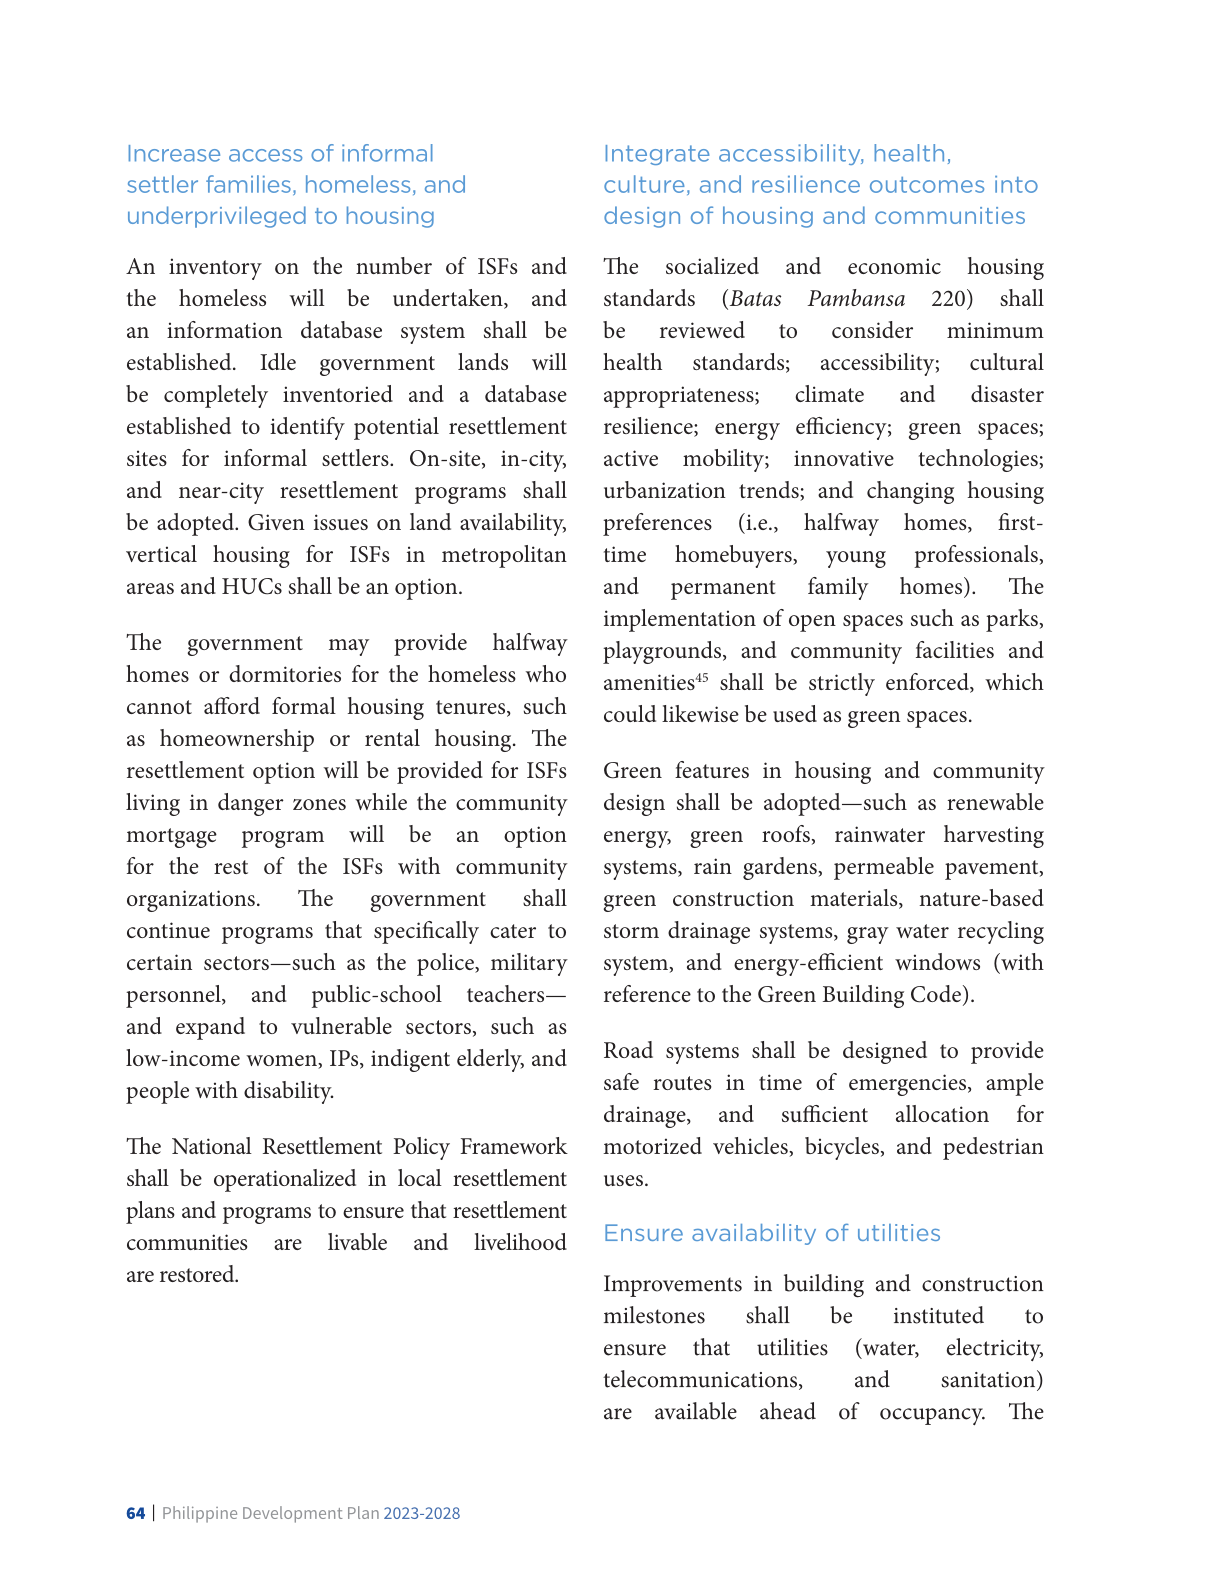 Increase access of informal
settler families, homeless, and
underprivileged to housing
An inventory on the number of ISFs and
the homeless will be undertaken, and
an information database system shall be
established. Idle government lands will
be completely inventoried and a database
established to identify potential resettlement
sites for informal settlers. On-site, in-city,
and near-city resettlement programs shall
be adopted. Given issues on land availability,
vertical housing for ISFs in metropolitan
areas and HUCs shall be an option.
The government may provide halfway
homes or dormitories for the homeless who
cannot afford formal housing tenures, such
as homeownership or rental housing. The
resettlement option will be provided for ISFs
living in danger zones while the community
mortgage program will be an option
for the rest of the ISFs with community
organizations. The government shall
continue programs that specifically cater to
certain sectors—such as the police, military
personnel, and public-school teachers—
and expand to vulnerable sectors, such as
low-income women, IPs, indigent elderly, and
people with disability.
The National Resettlement Policy Framework
shall be operationalized in local resettlement
plans and programs to ensure that resettlement
communities are livable and livelihood
are restored.
Integrate accessibility, health,
culture, and resilience outcomes into
design of housing and communities
The socialized and economic housing
standards (Batas Pambansa 220) shall
be reviewed to consider minimum
health standards; accessibility; cultural
appropriateness; climate and disaster
resilience; energy efficiency; green spaces;
active mobility; innovative technologies;
urbanization trends; and changing housing
preferences (i.e., halfway homes, first-
time homebuyers, young professionals,
and permanent family homes). The
implementation of open spaces such as parks,
playgrounds, and community facilities and
amenities⁴⁵ shall be strictly enforced, which
could likewise be used as green spaces.
Green features in housing and community
design shall be adopted—such as renewable
energy, green roofs, rainwater harvesting
systems, rain gardens, permeable pavement,
green construction materials, nature-based
storm drainage systems, gray water recycling
system, and energy-efficient windows (with
reference to the Green Building Code).
Road systems shall be designed to provide
safe routes in time of emergencies, ample
drainage, and sufficient allocation for
motorized vehicles, bicycles, and pedestrian
uses.
Ensure availability of utilities
Improvements in building and construction
milestones shall be instituted to
ensure that utilities (water, electricity,
telecommunications, and sanitation)
are available ahead of occupancy. The
64 | Philippine Development Plan 2023-2028